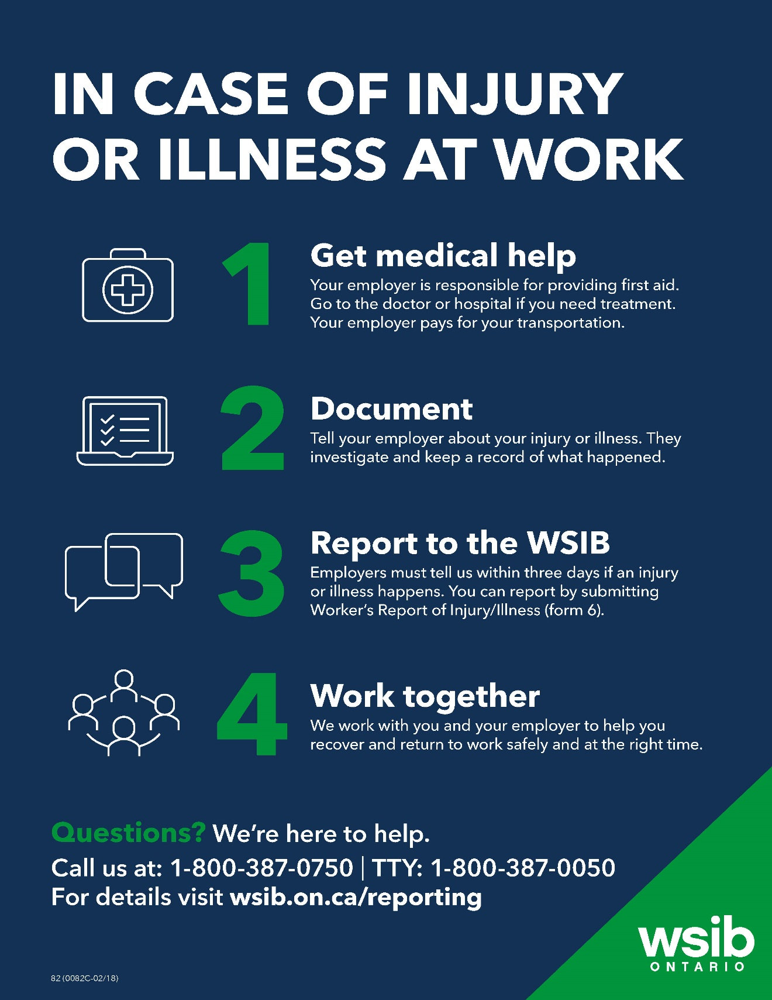 IN CASE OF INJURY
OR ILLNESS AT WORK
1
Get medical help
Your employer is responsible for providing first aid.
Go to the doctor or hospital if you need treatment.
Your employer pays for your transportation.
2
Document
Tell your employer about your injury or illness. They
investigate and keep a record of what happened.
3
Report to the WSIB
Employers must tell us within three days if an injury
or illness happens. You can report by submitting
Worker’s Report of Injury/Illness (form 6).
4
Work together
We work with you and your employer to help you
recover and return to work safely and at the right time.
Questions? We’re here to help.
Call us at: 1-800-387-0750 | TTY: 1-800-387-0050
For details visit wsib.on.ca/reporting
wsib
ONTARIO
82 (0082C-02/18)